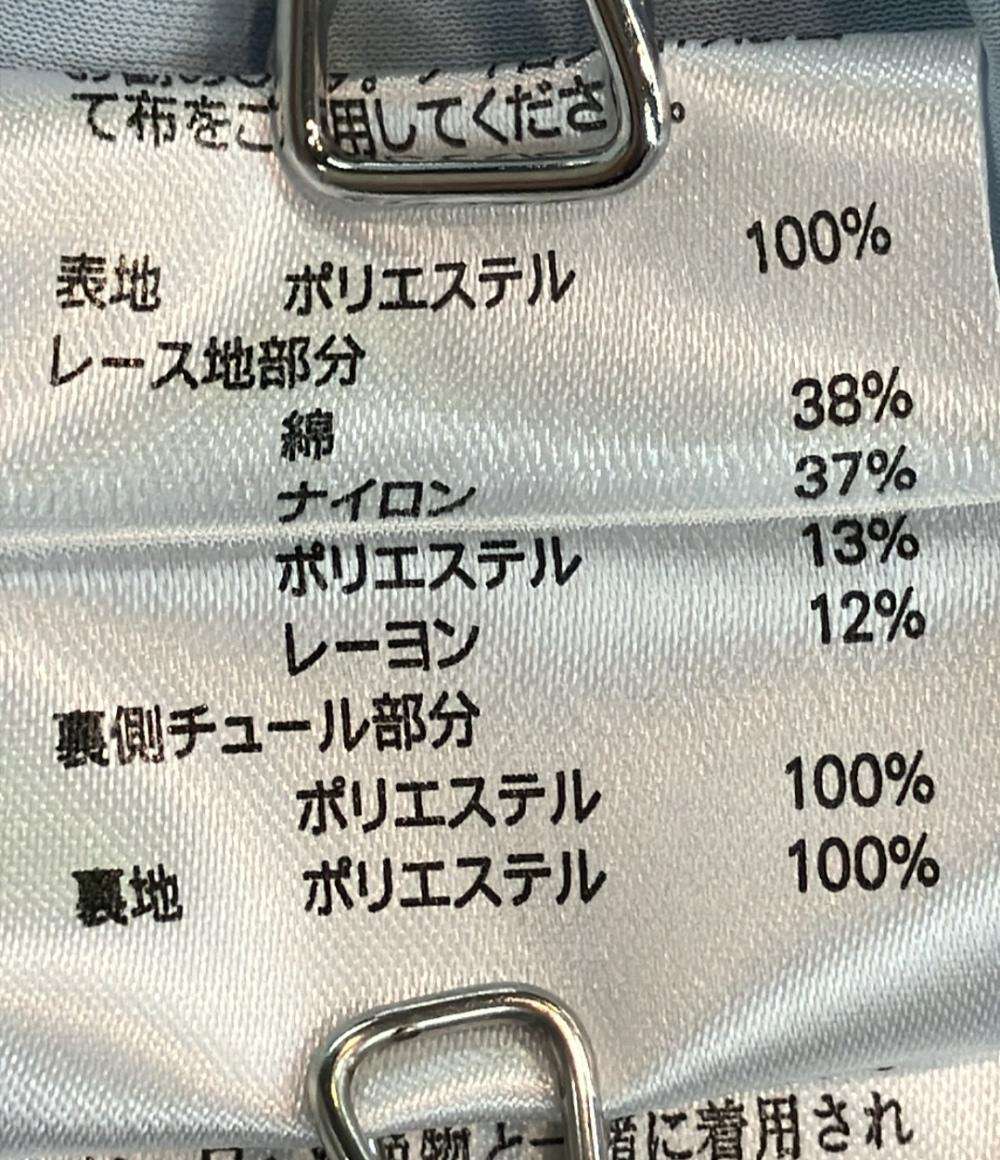 て布をご 用してくださ 。
表地 ポリエステル 100%
レース地部分
綿 38%
ナイロン 37%
ポリエステル 13%
レーヨン 12%
裏側チュール部分
ポリエステル 100%
裏地 ポリエステル 100%
に着用され